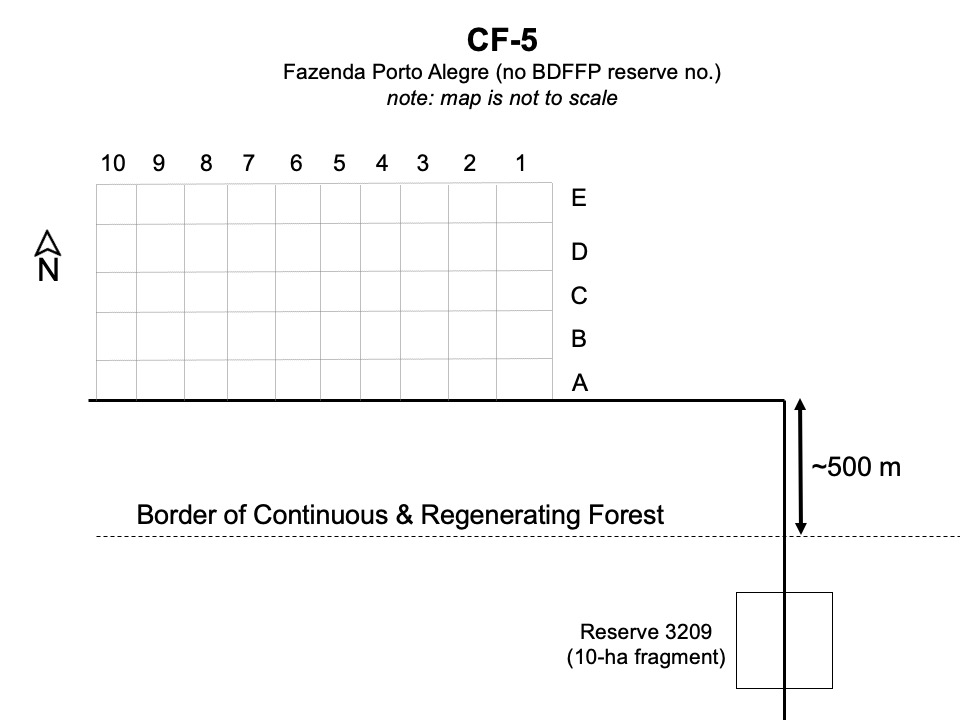 CF-5
Fazenda Porto Alegre (no BDFFP reserve no.)
note: map is not to scale
10 9 8 7 6 5 4 3 2 1
E
D
N
C
B
A
~500 m
Border of Continuous & Regenerating Forest
Reserve 3209
(10-ha fragment)